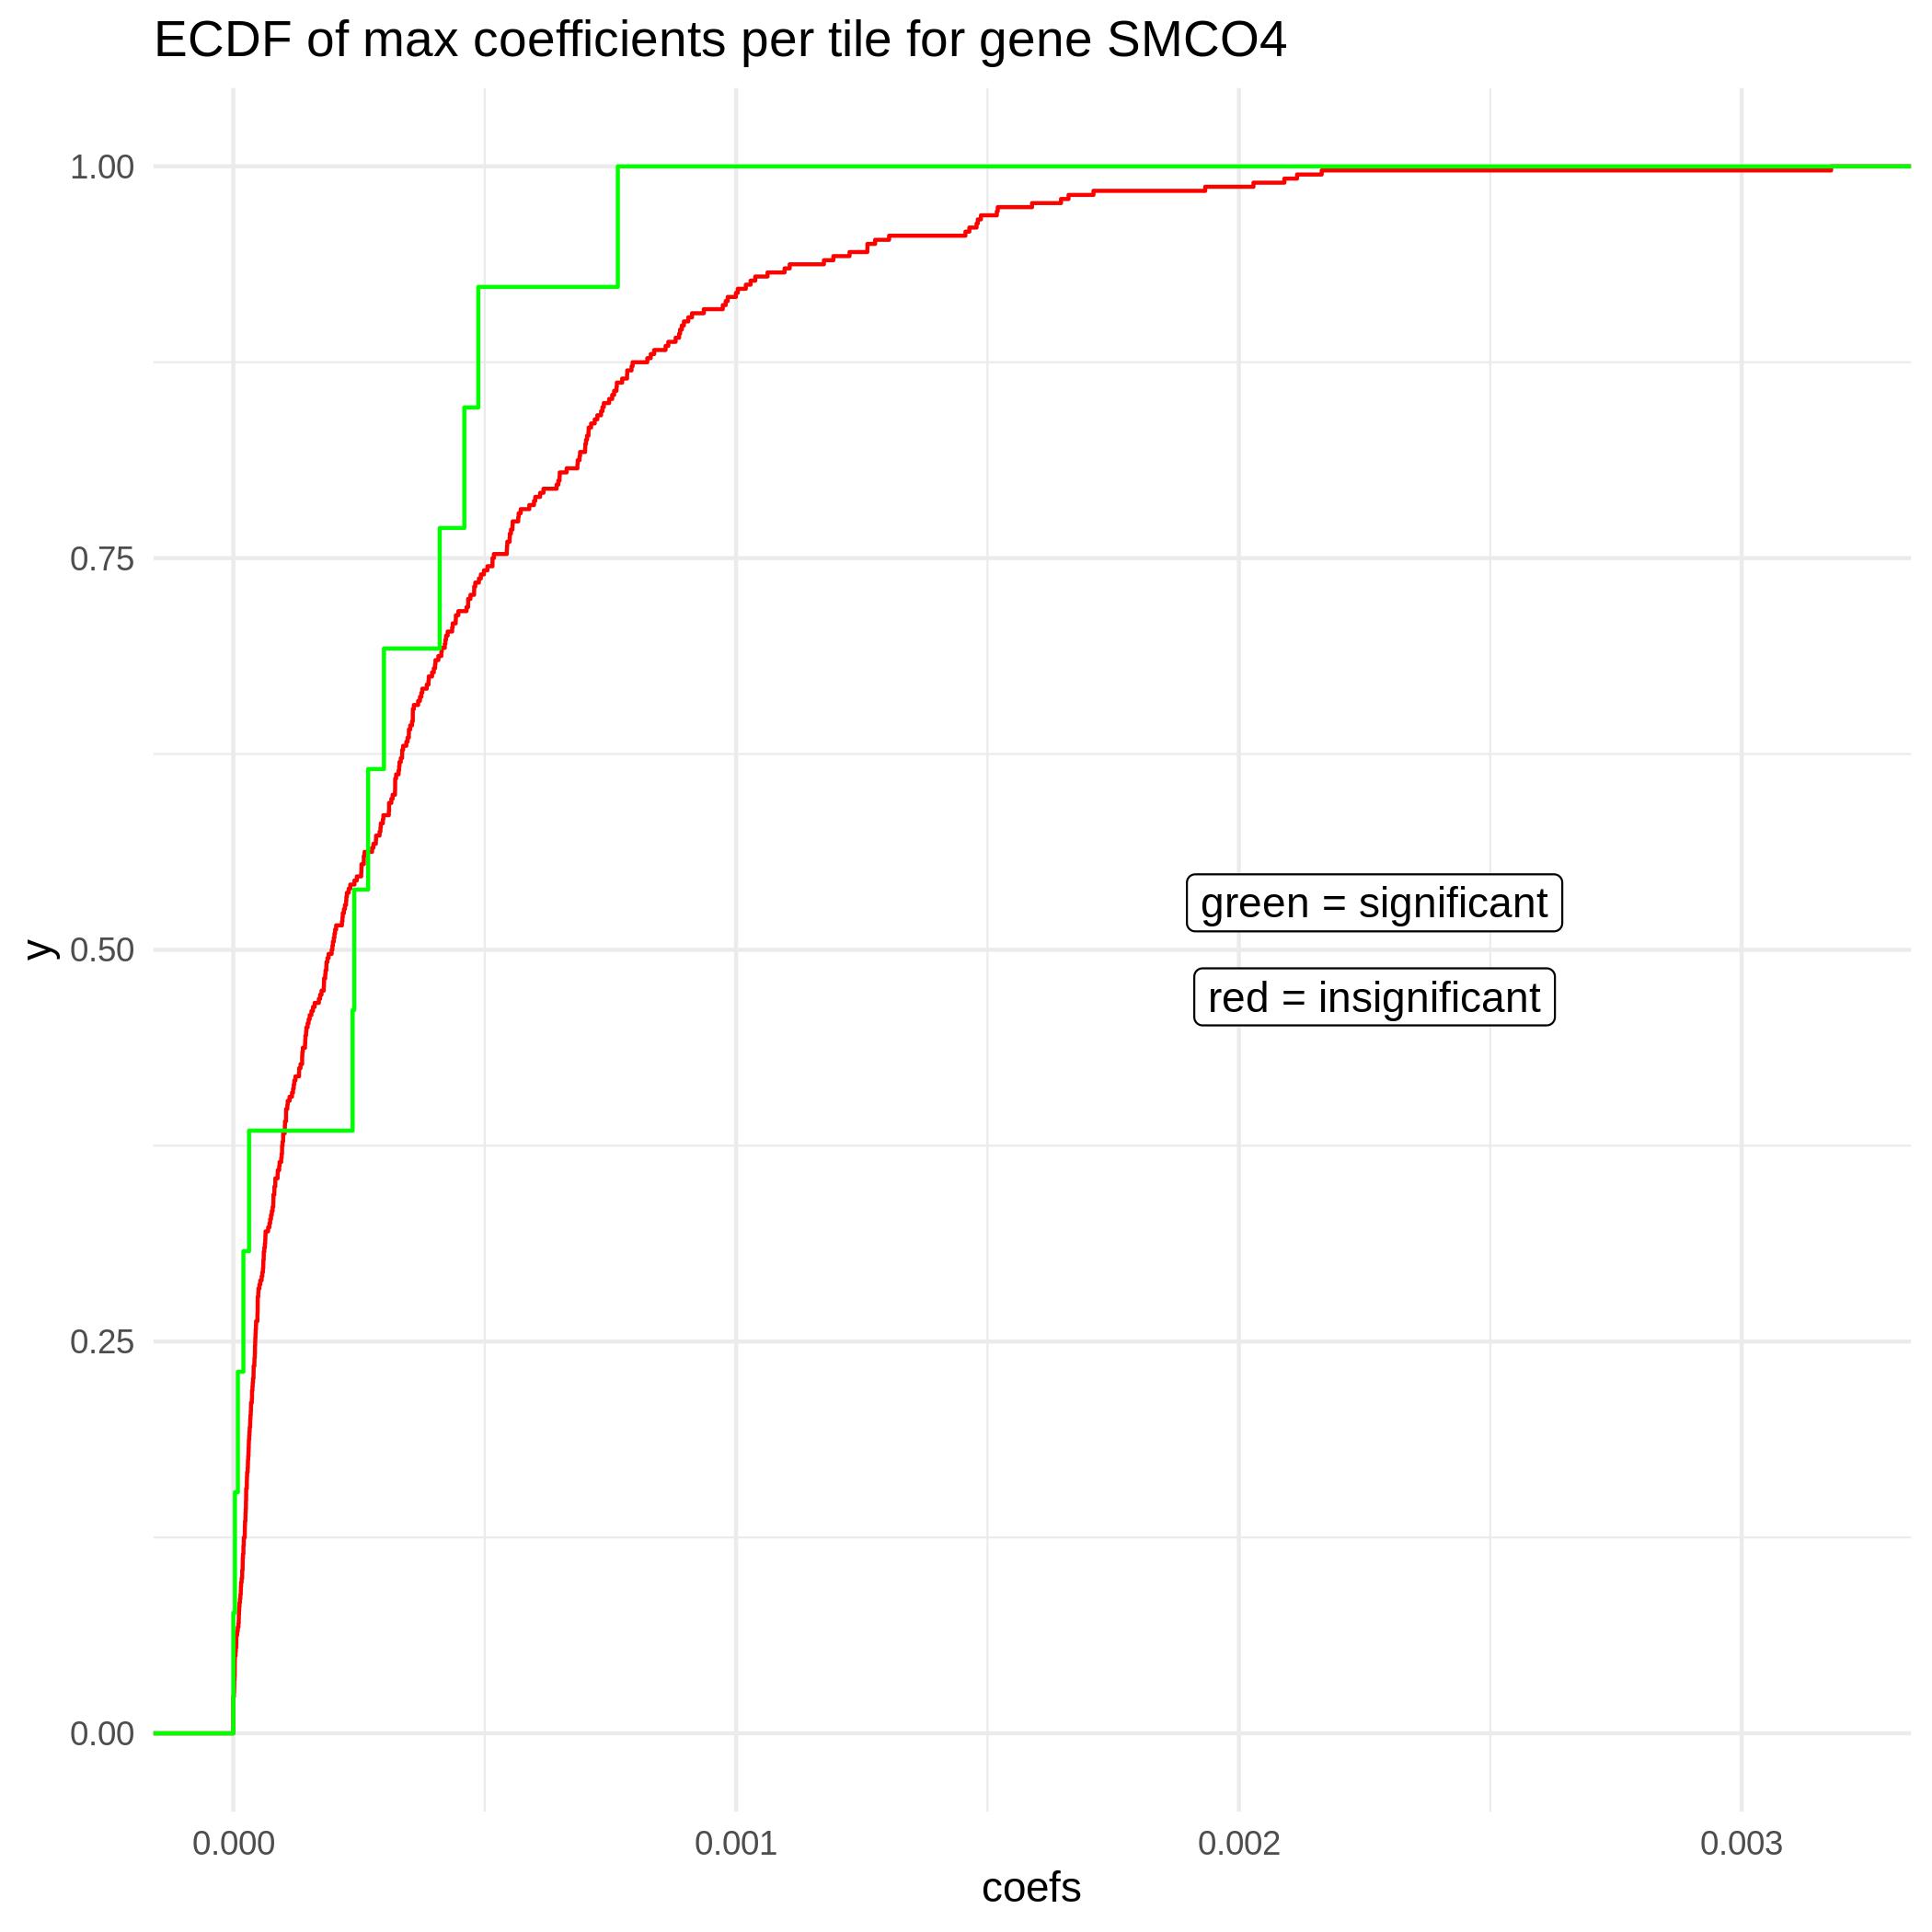 ECDF of max coefficients per tile for gene SMCO4
1.00
0.75
0.50
0.25
0.00
y
green = significant
red = insignificant
0.000
0.001
0.002
0.003
coefs